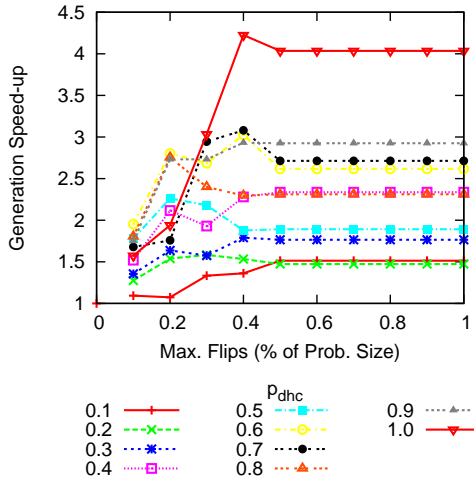 4.5
4
3.5
3
2.5
2
1.5
1
Generation Speed-up
0 0.2 0.4 0.6 0.8 1
Max. Flips (% of Prob. Size)
p_dhc
0.1 0.5 0.9
0.2 0.6 1.0
0.3 0.7
0.4 0.8